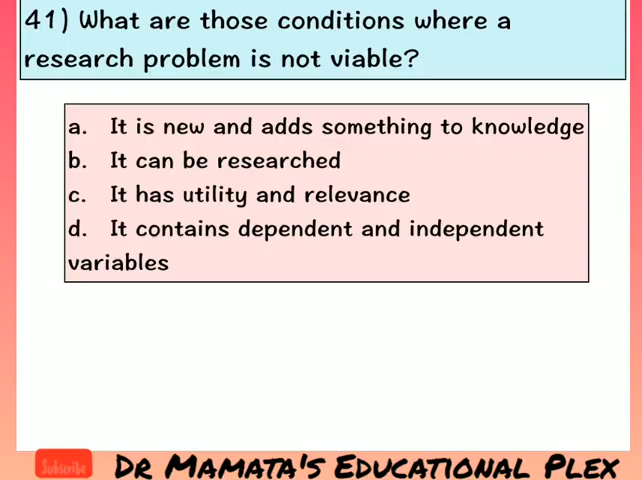 41) What are those conditions where a
research problem is not viable?
a. It is new and adds something to knowledge
b. It can be researched
c. It has utility and relevance
d. It contains dependent and independent
variables
Subscribe
Dr Mamata's Educational Plex